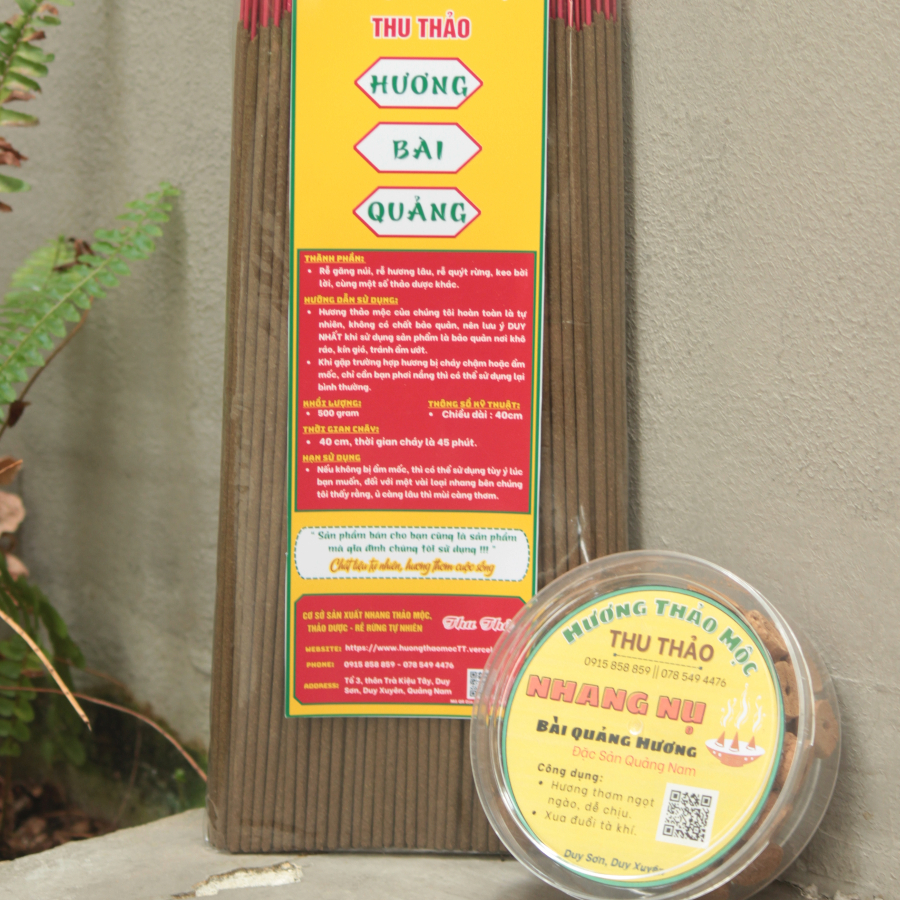 THU THẢO
HƯƠNG
BÀI
QUẢNG
THÀNH PHẦN:
• Rễ găng núi, rễ hương lâu, rễ quýt rừng, keo bời
lời, cùng một số thảo dược khác.
HƯỚNG DẪN SỬ DỤNG:
• Hương thảo mộc của chúng tôi hoàn toàn là tự
nhiên, không có chất bảo quản, nên lưu ý DUY
NHẤT khi sử dụng sản phẩm là bảo quản nơi khô
ráo, kín gió, tránh ẩm ướt.
• Khi gặp trường hợp hương bị cháy chậm hoặc ẩm
mốc, chỉ cần bạn phơi nắng thì có thể sử dụng lại
bình thường.
KHỐI LƯỢNG:
• 500 gram
THÔNG SỐ KỸ THUẬT:
• Chiều dài : 40cm
THỜI GIAN CHÁY:
• 40 cm, thời gian cháy là 45 phút.
HẠN SỬ DỤNG
• Nếu không bị ẩm mốc, thì có thể sử dụng tùy ý lúc
bạn muốn, đối với một vài loại nhang bên chúng
tôi thấy rằng, ủ càng lâu thì mùi càng thơm.
" Sản phẩm bán cho bạn cũng là sản phẩm
mà gia đình chúng tôi sử dụng !!! "
Chất liệu tự nhiên, hương thơm cuộc sống
CƠ SỞ SẢN XUẤT NHANG THẢO MỘC,
THẢO DƯỢC - RỄ RỪNG TỰ NHIÊN
Thu Thảo
WEBSITE: https://www.huongthaomocTT.vercel
PHONE: 0915 858 859 - 078 549 4476
ADDRESS: Tổ 3, thôn Trà Kiệu Tây, Duy
Sơn, Duy Xuyên, Quảng Nam
HƯƠNG THẢO MỘC
THU THẢO
0915 858 859 || 078 549 4476
NHANG NỤ
BÀI QUẢNG HƯƠNG
Đặc Sản Quảng Nam
Công dụng:
• Hương thơm ngọt
ngào, dễ chịu.
• Xua đuổi tà khí.
Duy Sơn, Duy Xuyên,